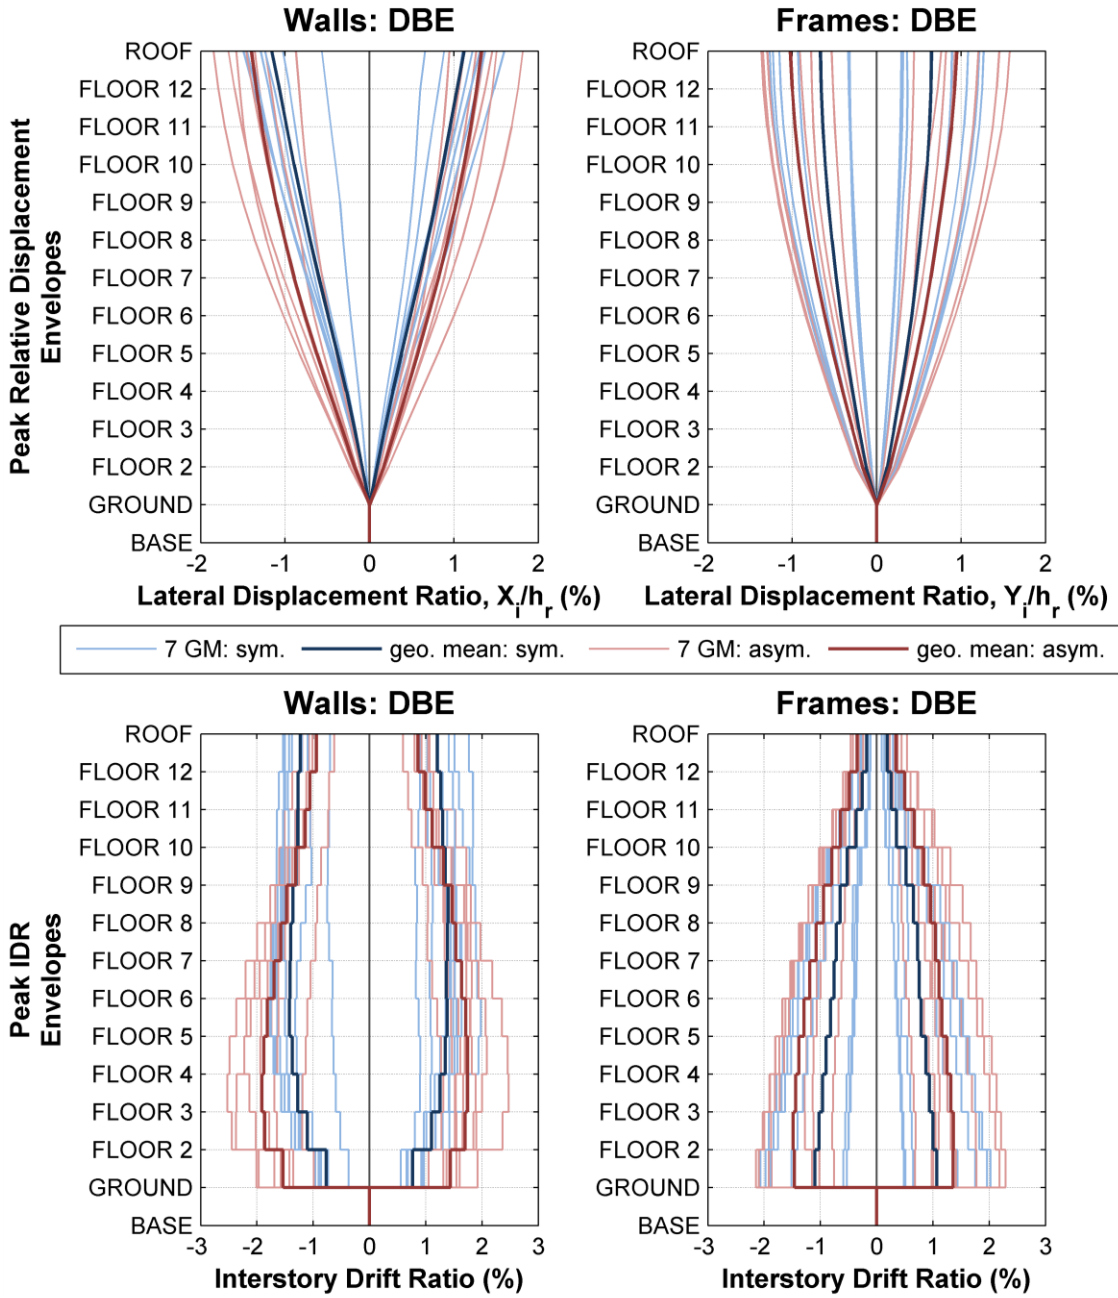 Walls: DBE
Frames: DBE
Peak Relative Displacement
Envelopes
ROOF
FLOOR 12
FLOOR 11
FLOOR 10
FLOOR 9
FLOOR 8
FLOOR 7
FLOOR 6
FLOOR 5
FLOOR 4
FLOOR 3
FLOOR 2
GROUND
BASE
-2 -1 0 1 2
Lateral Displacement Ratio, X_i/h_r (%)
ROOF
FLOOR 12
FLOOR 11
FLOOR 10
FLOOR 9
FLOOR 8
FLOOR 7
FLOOR 6
FLOOR 5
FLOOR 4
FLOOR 3
FLOOR 2
GROUND
BASE
-2 -1 0 1 2
Lateral Displacement Ratio, Y_i/h_r (%)
7 GM: sym. geo. mean: sym. 7 GM: asym. geo. mean: asym.
Walls: DBE
Frames: DBE
Peak IDR
Envelopes
ROOF
FLOOR 12
FLOOR 11
FLOOR 10
FLOOR 9
FLOOR 8
FLOOR 7
FLOOR 6
FLOOR 5
FLOOR 4
FLOOR 3
FLOOR 2
GROUND
BASE
-3 -2 -1 0 1 2 3
Interstory Drift Ratio (%)
ROOF
FLOOR 12
FLOOR 11
FLOOR 10
FLOOR 9
FLOOR 8
FLOOR 7
FLOOR 6
FLOOR 5
FLOOR 4
FLOOR 3
FLOOR 2
GROUND
BASE
-3 -2 -1 0 1 2 3
Interstory Drift Ratio (%)